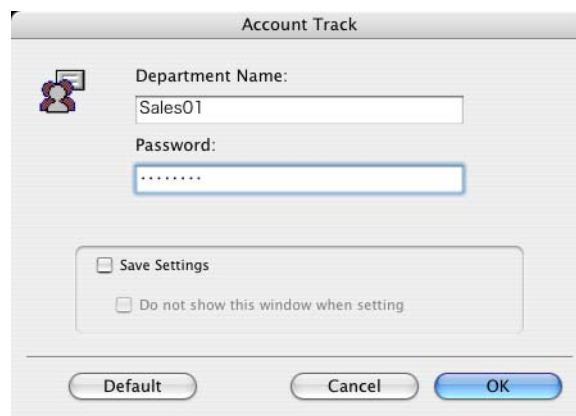 Account Track
Department Name:
Sales01
Password:
........
Save Settings
Do not show this window when setting
Default
Cancel
OK